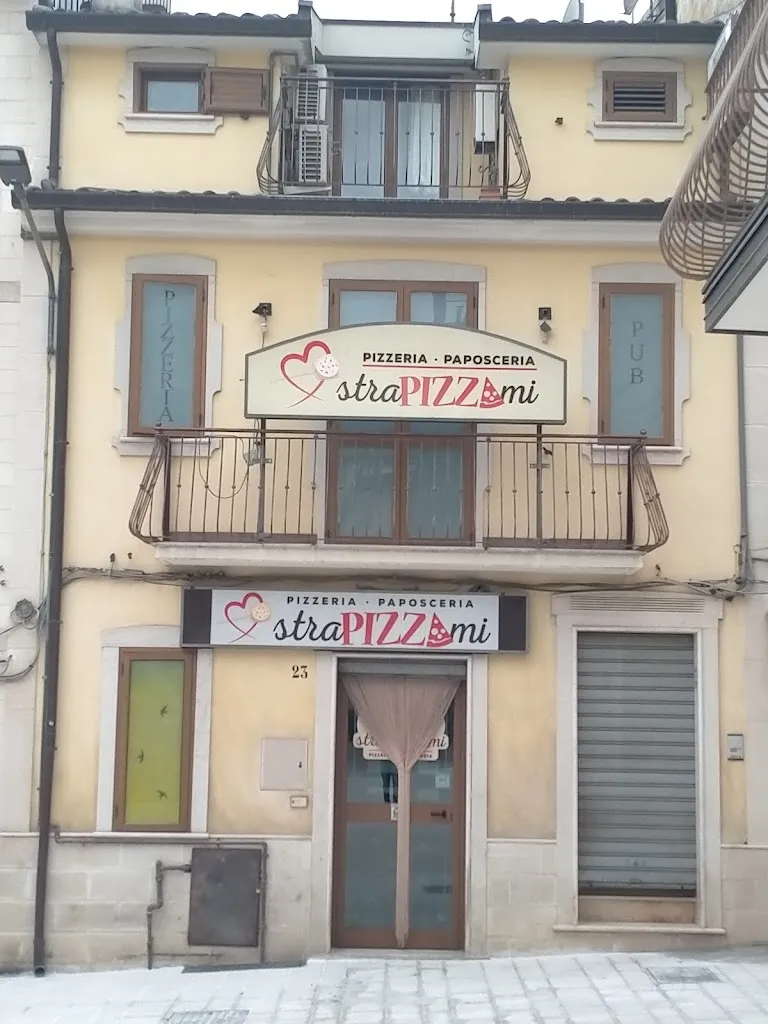 PIZZERIA
PUB
PIZZERIA · PAPOSCERIA
straPIZZAmi
PIZZERIA · PAPOSCERIA
straPIZZAmi
23